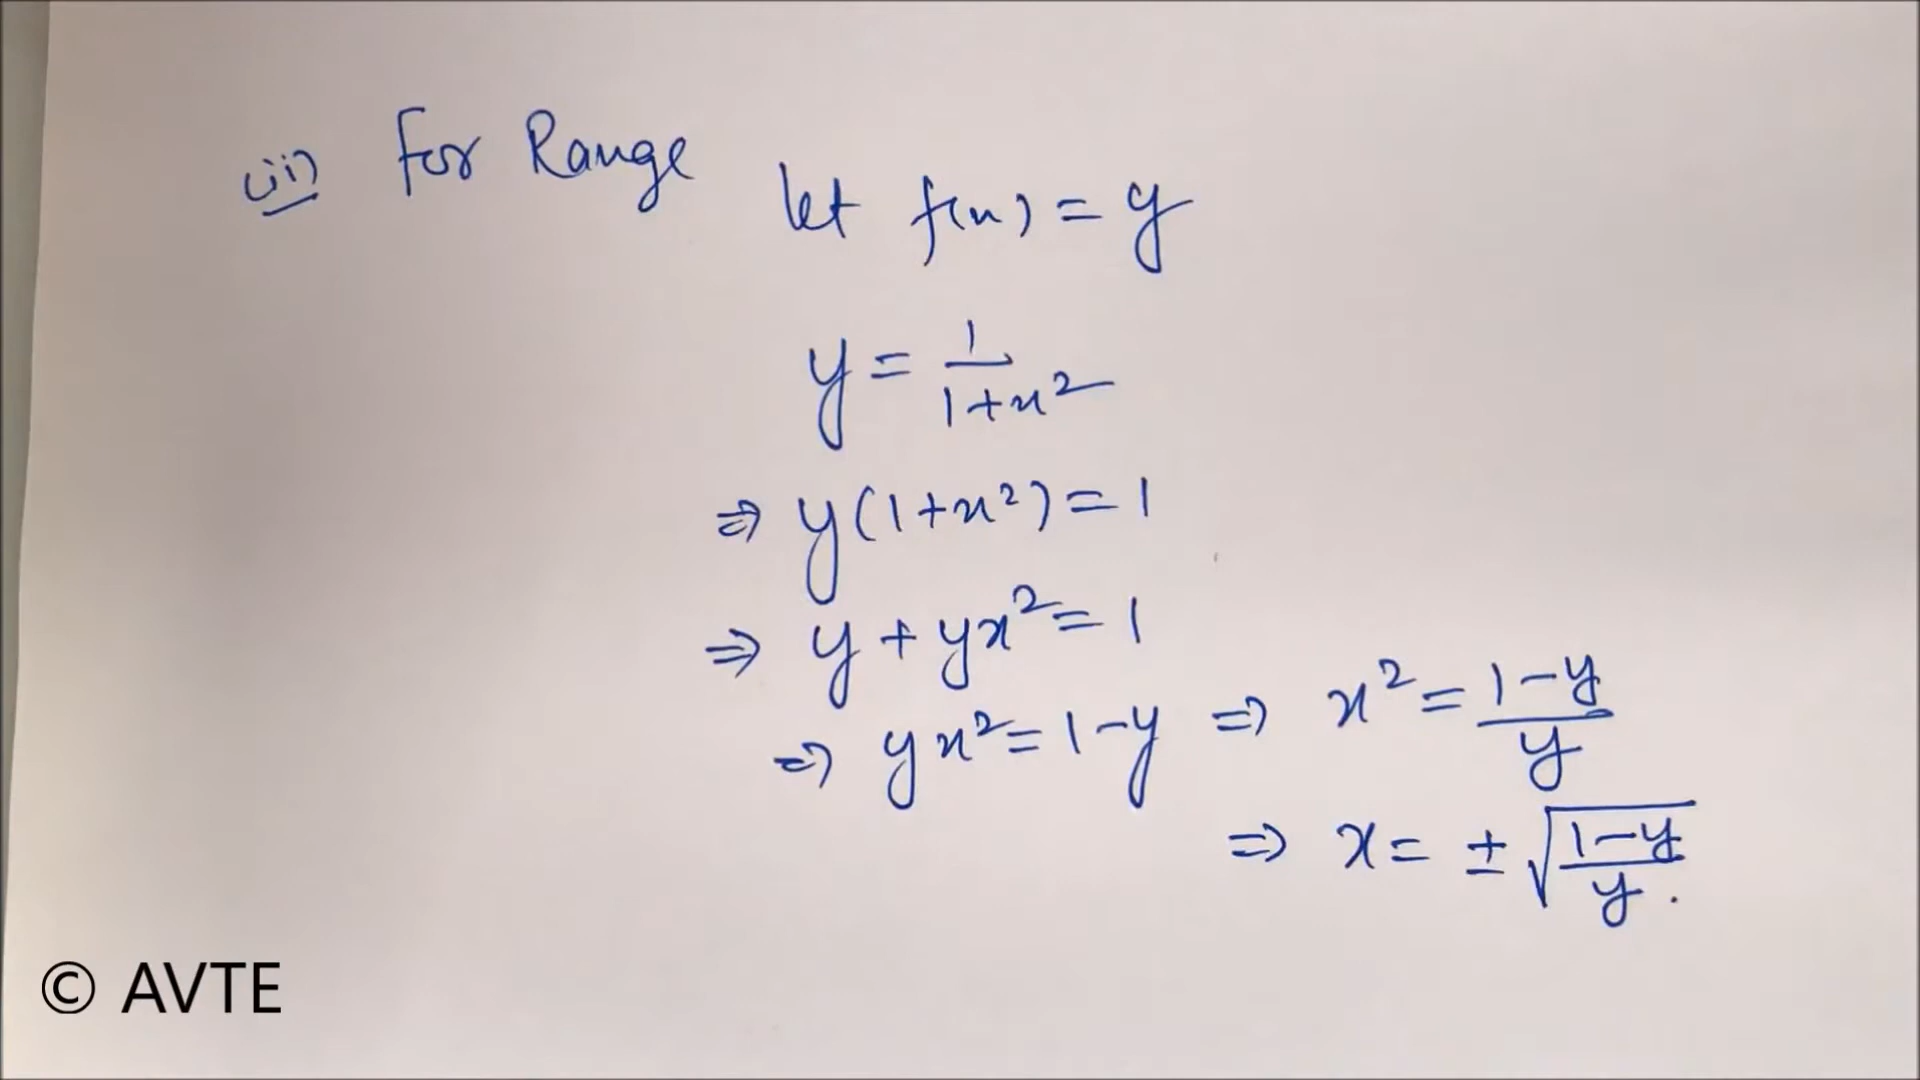 (ii) For Range
let f(x) = y
y = 1/(1+x²)
⇒ y(1+x²) = 1
⇒ y + yx² = 1
⇒ yx² = 1-y ⇒ x² = (1-y)/y
⇒ x = ± √((1-y)/y).
© AVTE